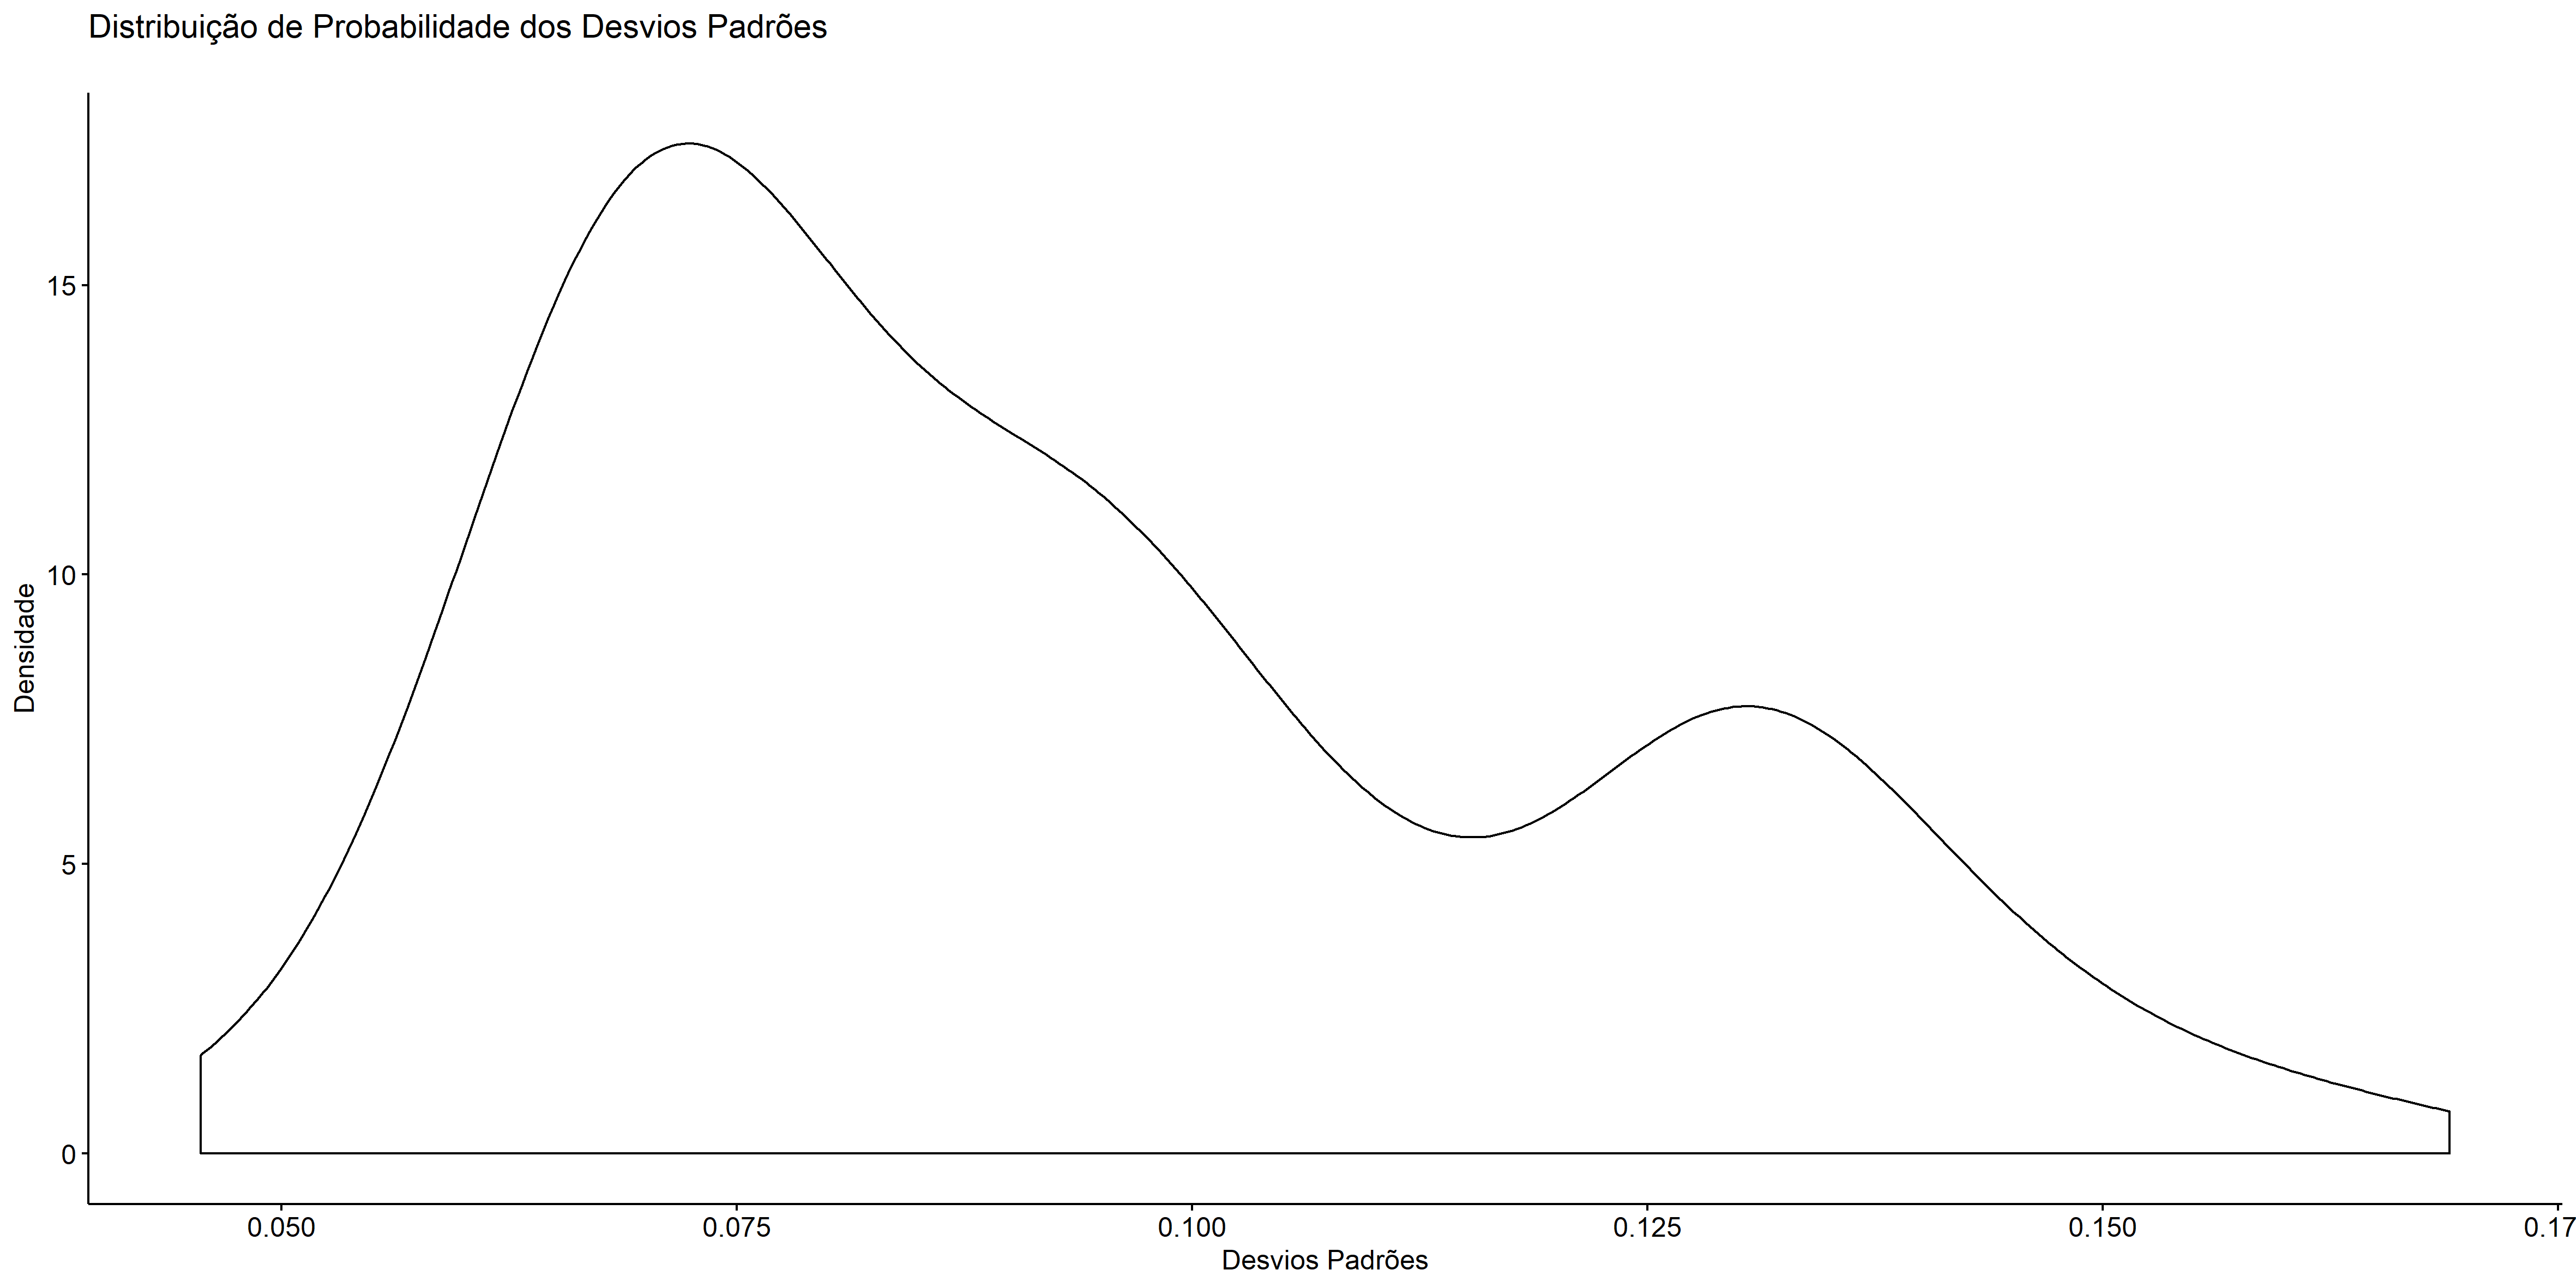 Distribuição de Probabilidade dos Desvios Padrões
15
10
5
0
Densidade
0.050 0.075 0.100 0.125 0.150 0.17
Desvios Padrões